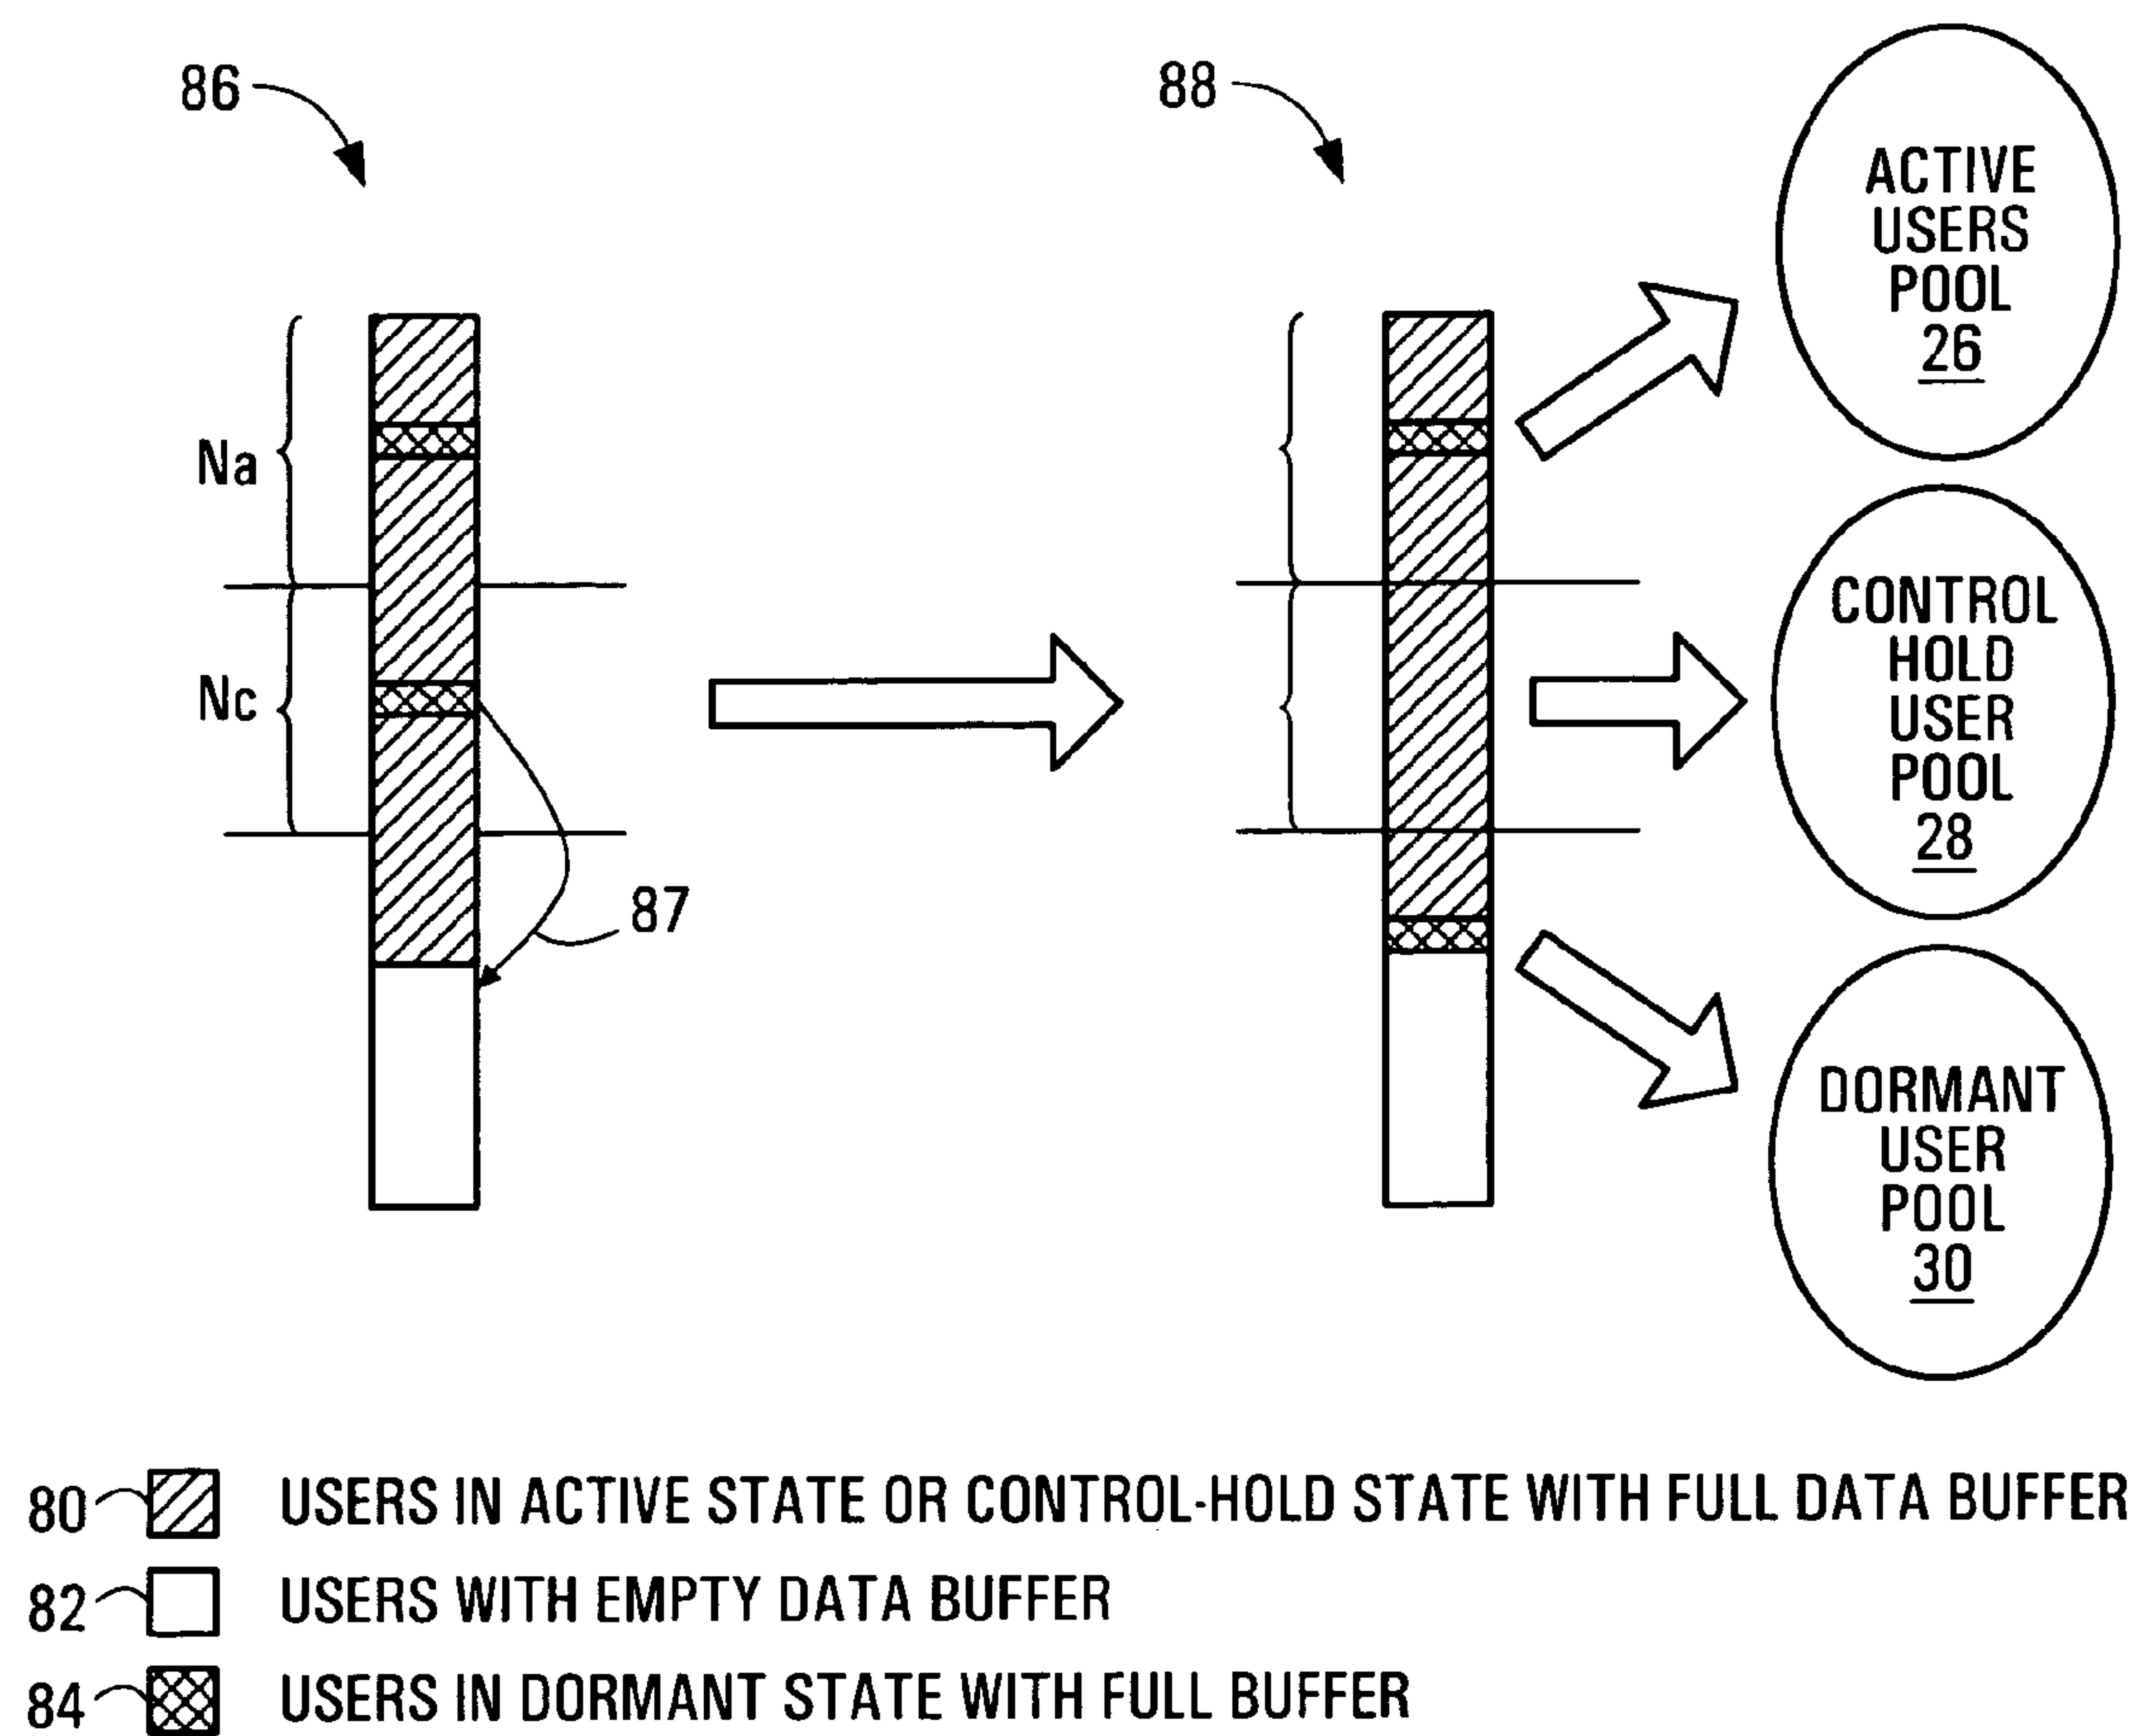 86
88
ACTIVE
USERS
POOL
26
Na
CONTROL
HOLD
USER
POOL
28
Nc
87
DORMANT
USER
POOL
30
80 USERS IN ACTIVE STATE OR CONTROL-HOLD STATE WITH FULL DATA BUFFER
82 USERS WITH EMPTY DATA BUFFER
84 USERS IN DORMANT STATE WITH FULL BUFFER